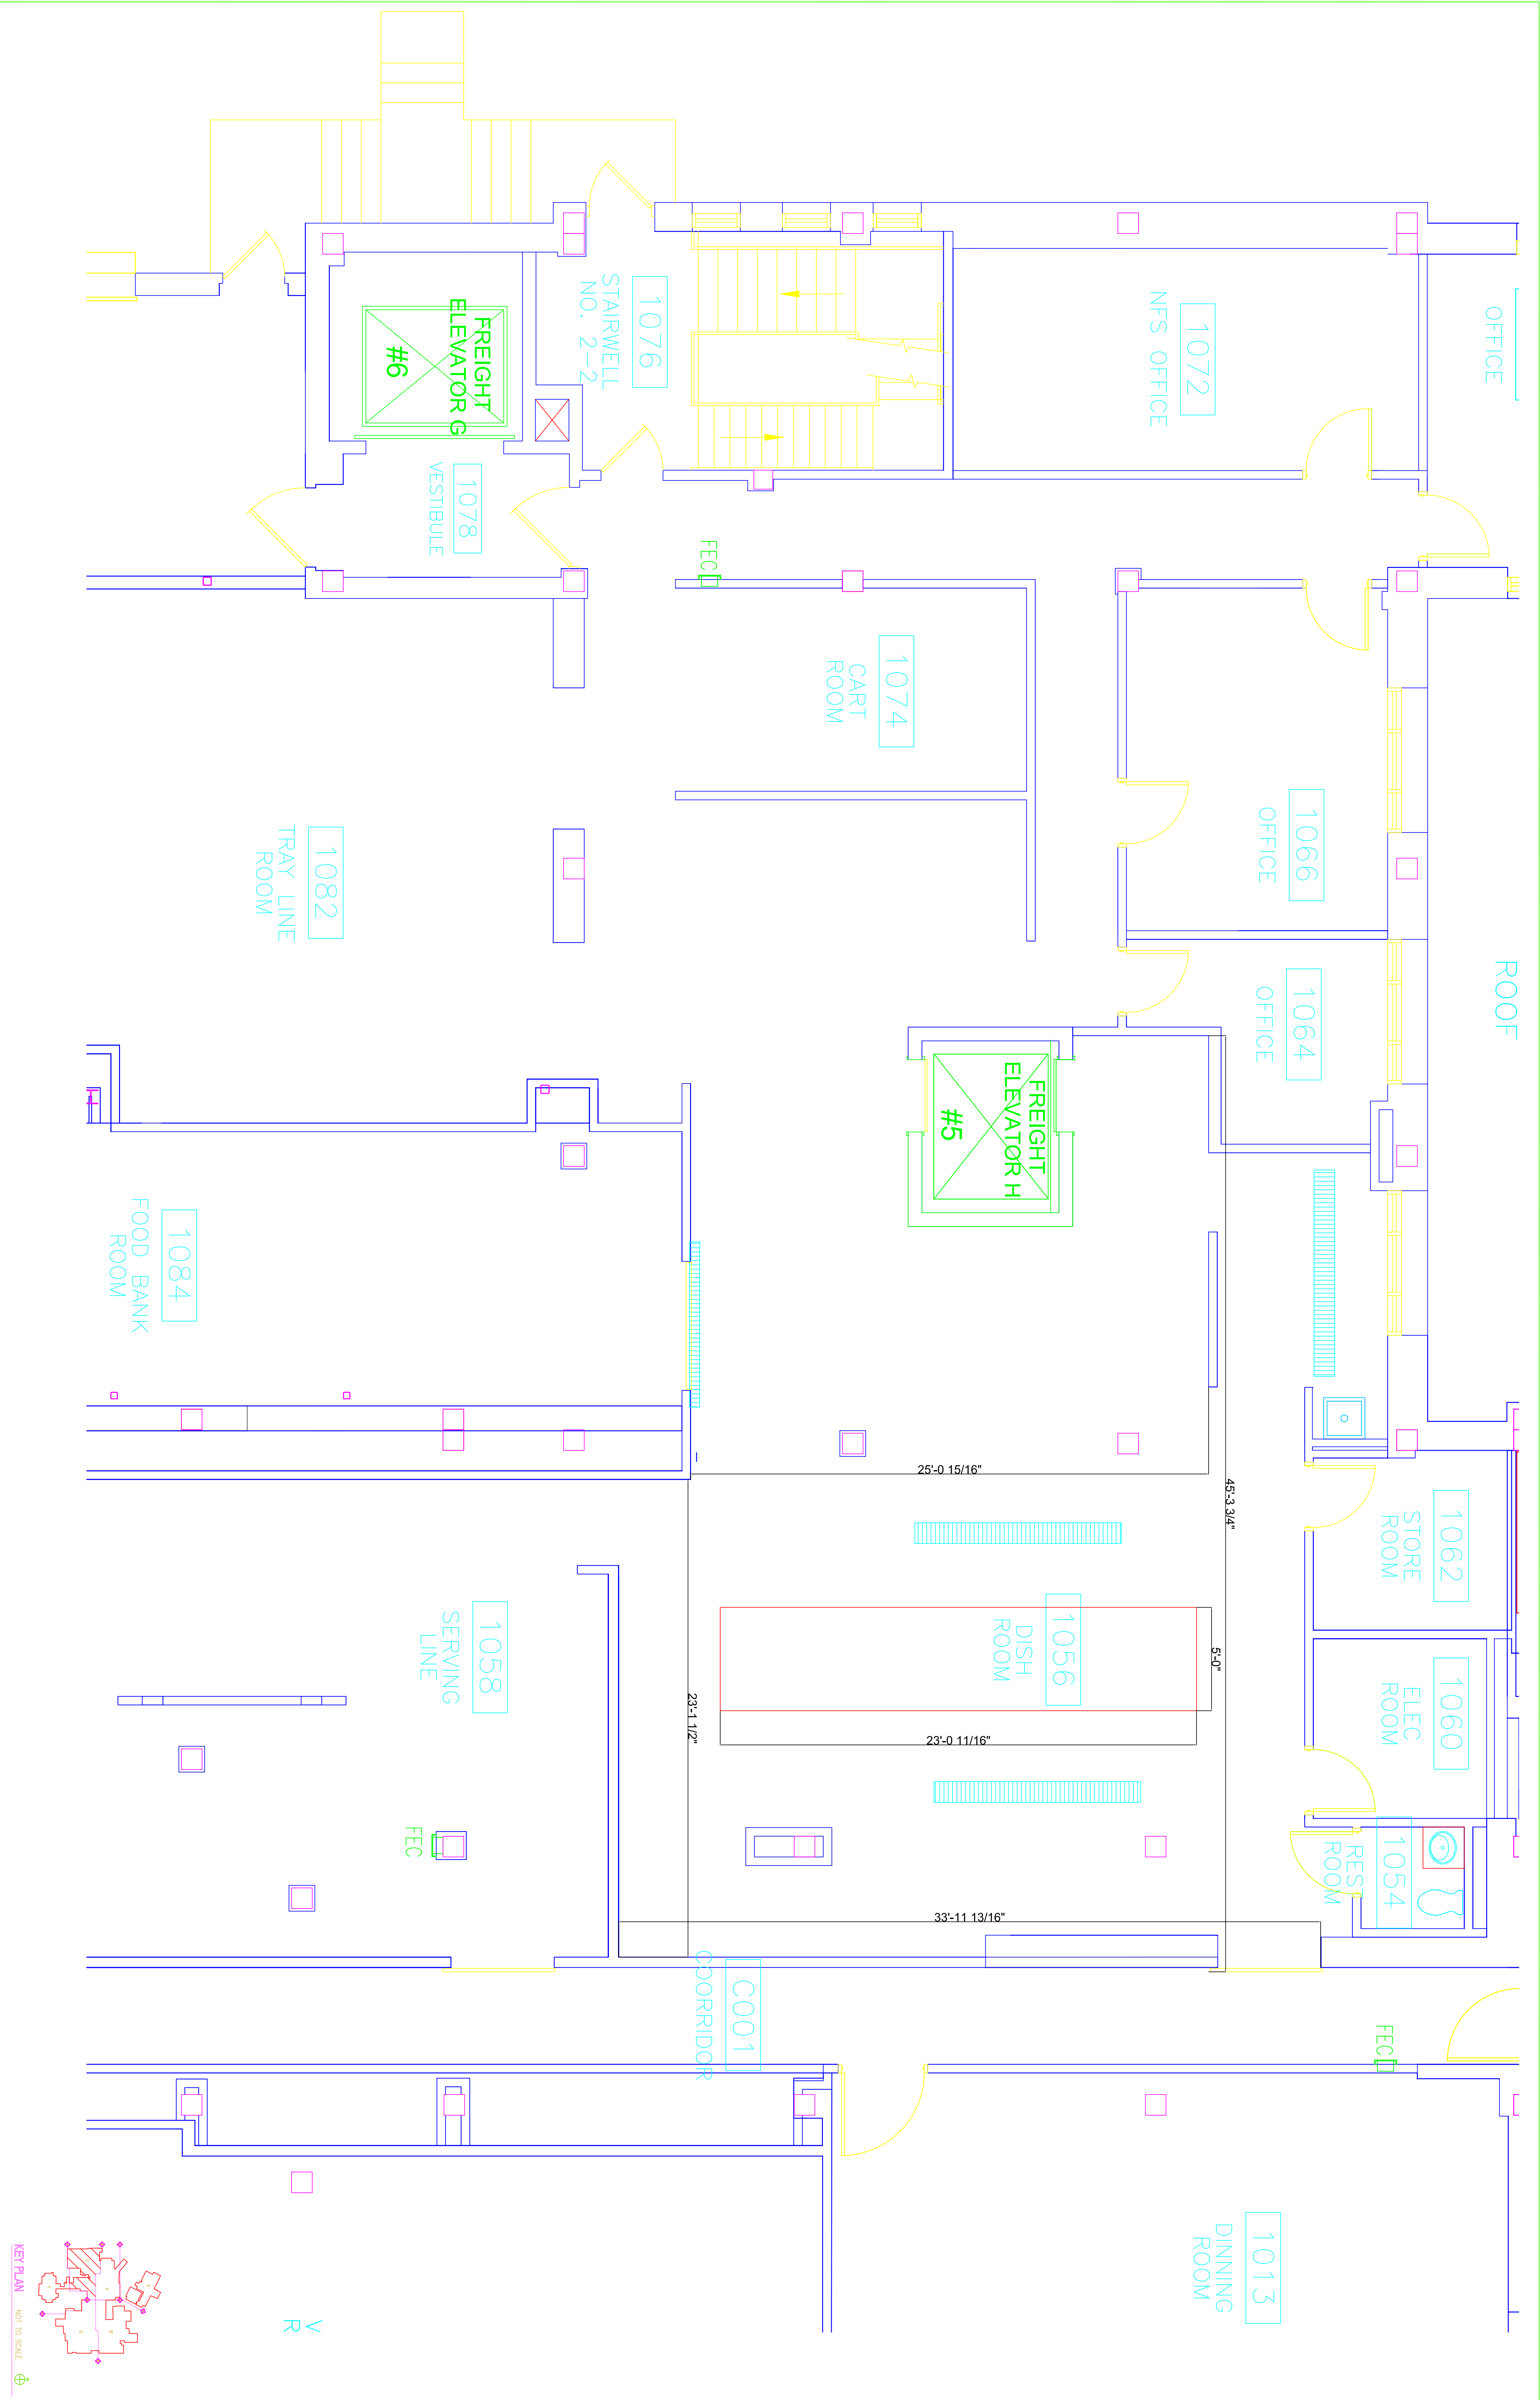 OFFICE
1072
NFS OFFICE
1076
STAIRWELL
NO. 2-2
FREIGHT
ELEVATOR G
#6
1078
VESTIBULE
FEC
1074
CART
ROOM
1066
OFFICE
1082
TRAY LINE
ROOM
ROOF
1064
OFFICE
FREIGHT
ELEVATOR H
#5
1084
FOOD BANK
ROOM
25'-0 15/16"
45'-3 3/4"
1062
STORE
ROOM
1056
DISH
ROOM
1058
SERVING
LINE
5'-0"
1060
ELEC
ROOM
23'-1 1/2"
23'-0 11/16"
FEC
1054
REST
ROOM
33'-11 13/16"
C001
COORRIDOR
FEC
1013
DINNING
ROOM
V
R
KEY PLAN
NOT TO SCALE